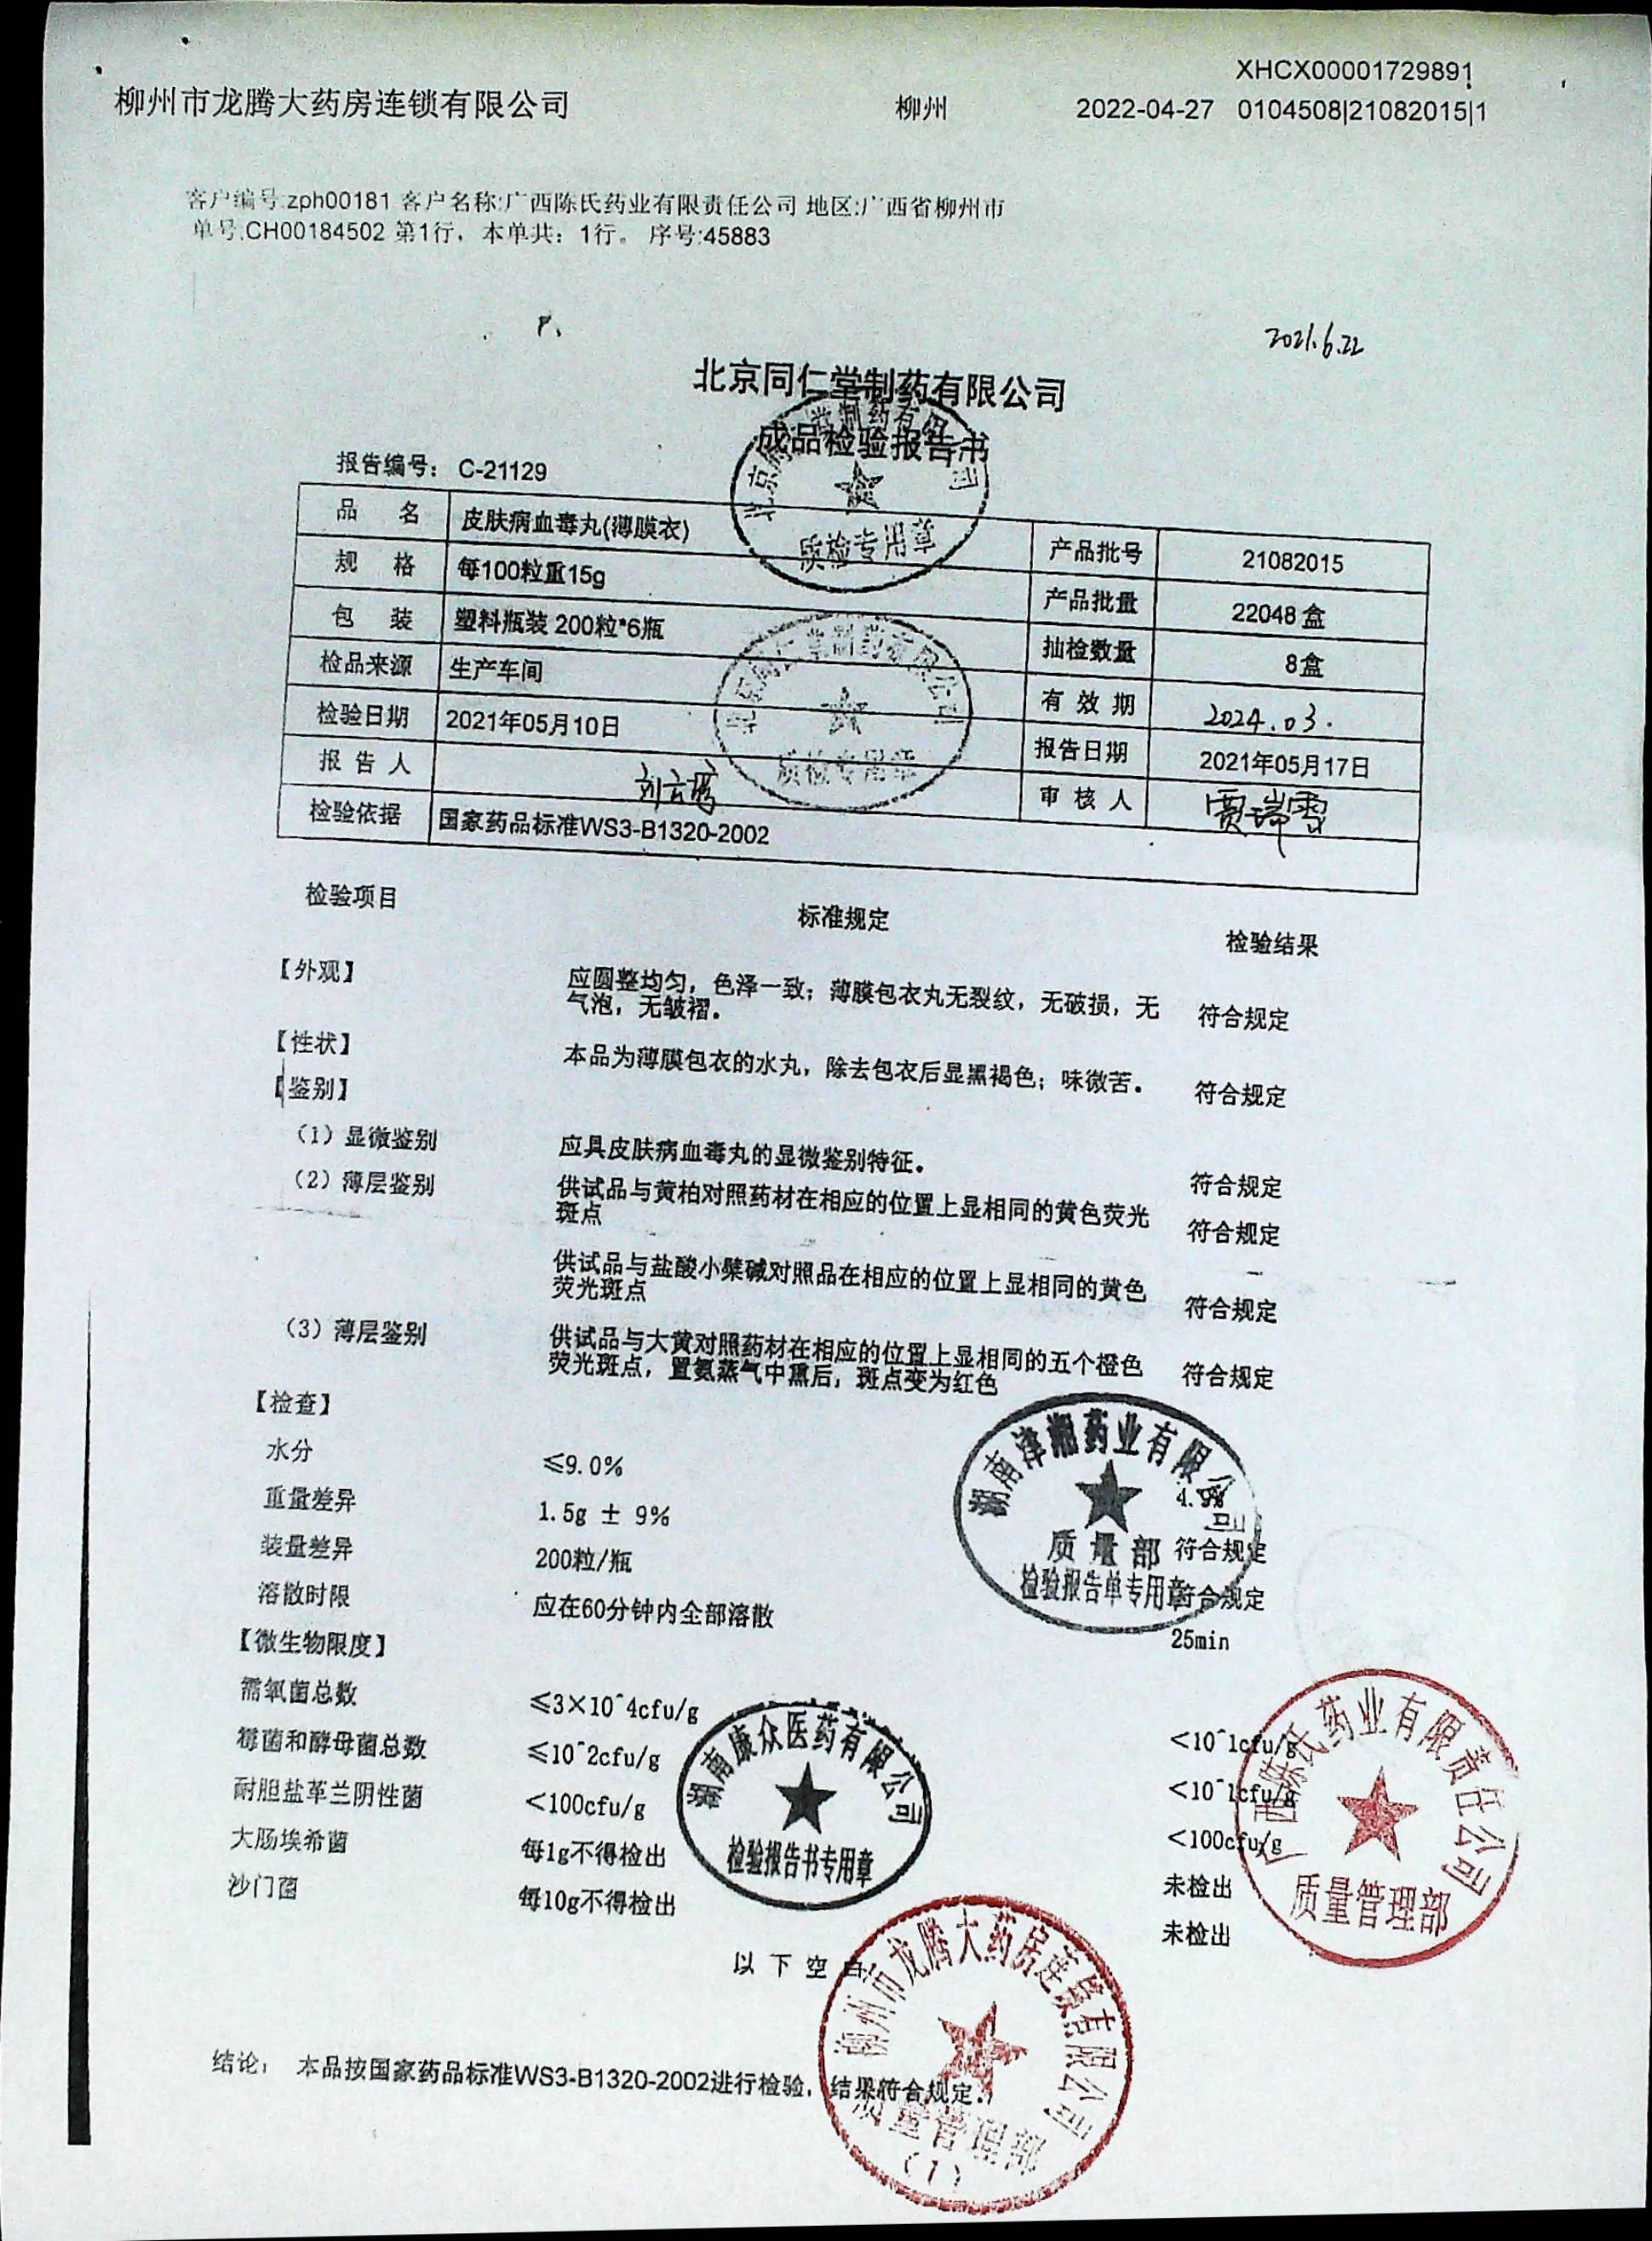 XHCX00001729891
柳州市龙腾大药房连锁有限公司 柳州 2022-04-27 0104508|21082015|1
客户编号:zph00181 客户名称:广西陈氏药业有限责任公司 地区:广西省柳州市
单号:CH00184502 第1行，本单共：1行。 序号:45883
2021.6.22
北京同仁堂制药有限公司
成品检验报告书
报告编号： C-21129
品 名 皮肤病血毒丸(薄膜衣) 产品批号 21082015
规 格 每100粒重15g 产品批量 22048盒
包 装 塑料瓶装 200粒*6瓶 抽检数量 8盒
检品来源 生产车间 有 效 期 2024.03.
检验日期 2021年05月10日 报告日期 2021年05月17日
报 告 人 审 核 人 贾瑞雪
检验依据 国家药品标准WS3-B1320-2002
质检专用章
质检专用章
检验项目 标准规定 检验结果
【外观】 应圆整均匀，色泽一致；薄膜包衣丸无裂纹，无破损，无 符合规定
气泡，无皱褶。
【性状】 本品为薄膜包衣的水丸，除去包衣后显黑褐色；味微苦。 符合规定
【鉴别】
（1）显微鉴别 应具皮肤病血毒丸的显微鉴别特征。 符合规定
（2）薄层鉴别 供试品与黄柏对照药材在相应的位置上显相同的黄色荧光 符合规定
斑点
供试品与盐酸小檗碱对照品在相应的位置上显相同的黄色 符合规定
荧光斑点
（3）薄层鉴别 供试品与大黄对照药材在相应的位置上显相同的五个橙色 符合规定
荧光斑点，置氨蒸气中熏后，斑点变为红色
【检查】
水分 ≤9.0%
重量差异 1.5g ± 9% 符合规定
装量差异 200粒/瓶 符合规定
溶散时限 应在60分钟内全部溶散 25min
【微生物限度】
需氧菌总数 ≤3×10^4cfu/g <10^1cfu/g
霉菌和酵母菌总数 ≤10^2cfu/g <10^1cfu/g
耐胆盐革兰阴性菌 <100cfu/g <100cfu/g
大肠埃希菌 每1g不得检出 未检出
沙门菌 每10g不得检出 未检出
以 下 空 白
结论： 本品按国家药品标准WS3-B1320-2002进行检验，结果符合规定。
湖南津湘药业有限公司
质量部
检验报告单专用章
湖南康众医药有限公司
检验报告书专用章
广西陈氏药业有限责任公司
质量管理部
柳州市龙腾大药房连锁有限公司
质量管理部
(1)